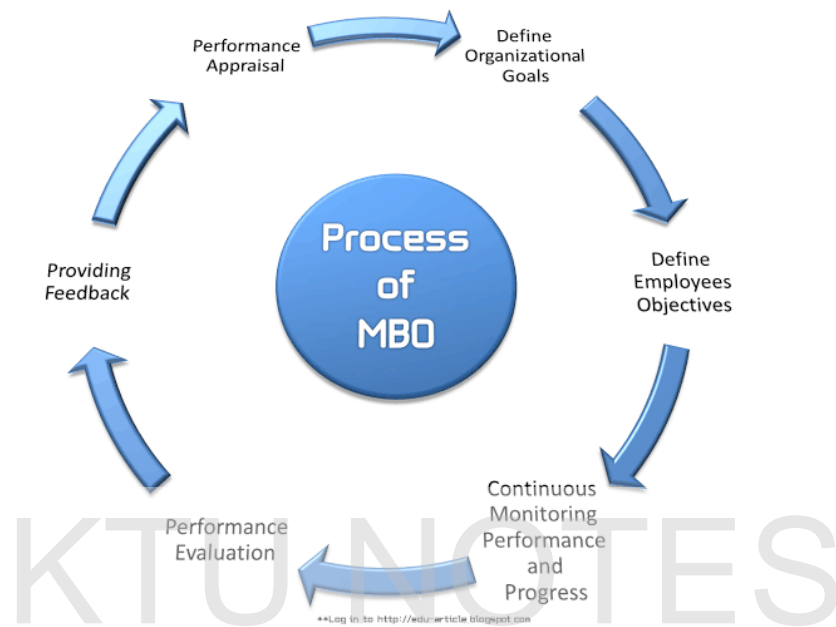 Performance
Appraisal
Define
Organizational
Goals
Process
of
MBO
Define
Employees
Objectives
Providing
Feedback
Continuous
Monitoring
Performance
and
Progress
Performance
Evaluation
KTU NOTES
**Log in to http://edu-article.blogspot.com